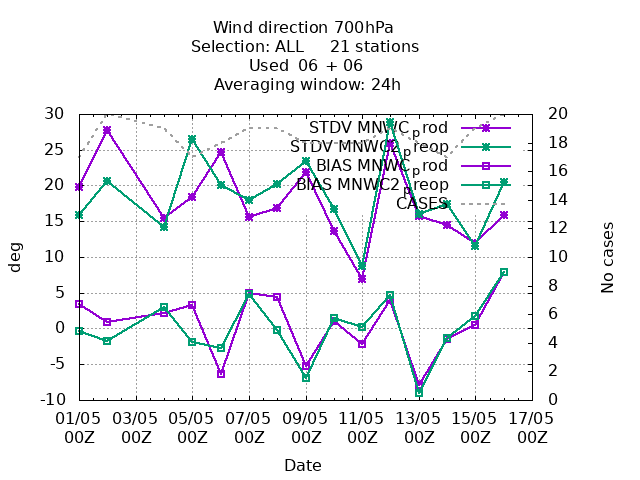 Wind direction 700hPa
Selection: ALL 21 stations
Used 06 + 06
Averaging window: 24h
30
25
20
15
10
5
0
-5
-10
deg
20
18
16
14
12
10
8
6
4
2
0
No cases
STDV MNWC_prod
STDV MNWC2_preop
BIAS MNWC_prod
BIAS MNWC2_preop
CASES
01/05 03/05 05/05 07/05 09/05 11/05 13/05 15/05 17/05
00Z 00Z 00Z 00Z 00Z 00Z 00Z 00Z 00Z
Date